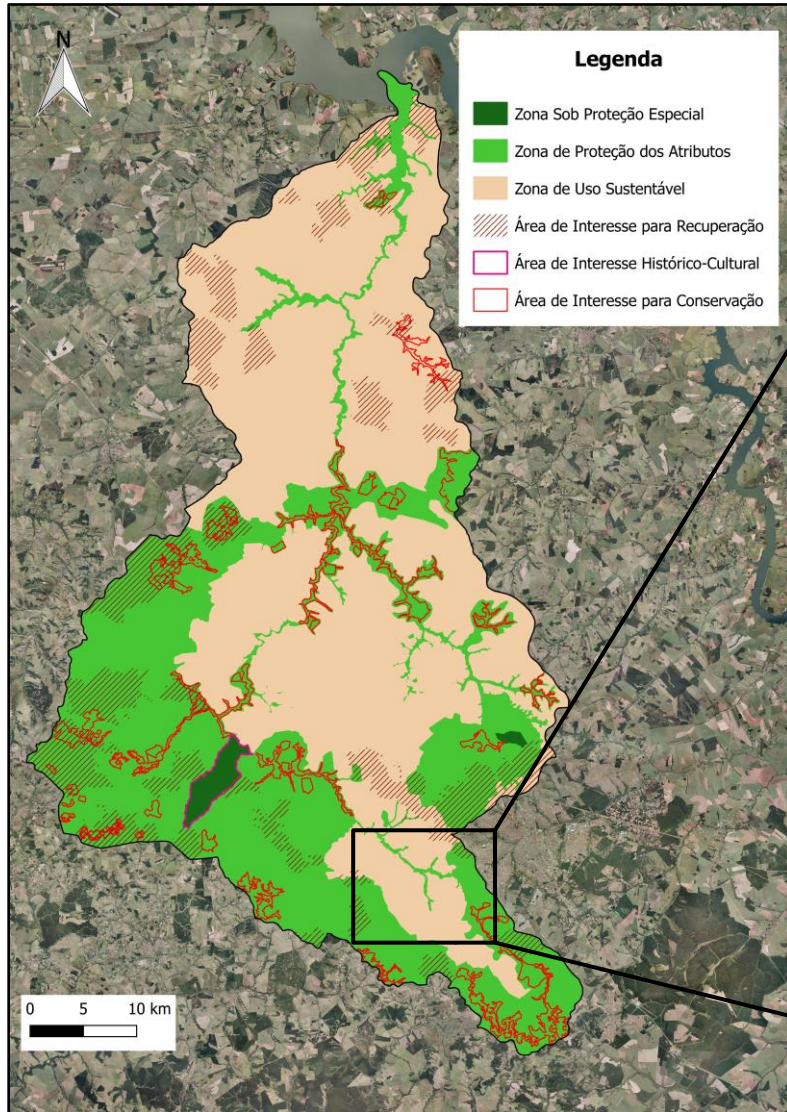 N
Legenda
Zona Sob Proteção Especial
Zona de Proteção dos Atributos
Zona de Uso Sustentável
Área de Interesse para Recuperação
Área de Interesse Histórico-Cultural
Área de Interesse para Conservação
0 5 10 km